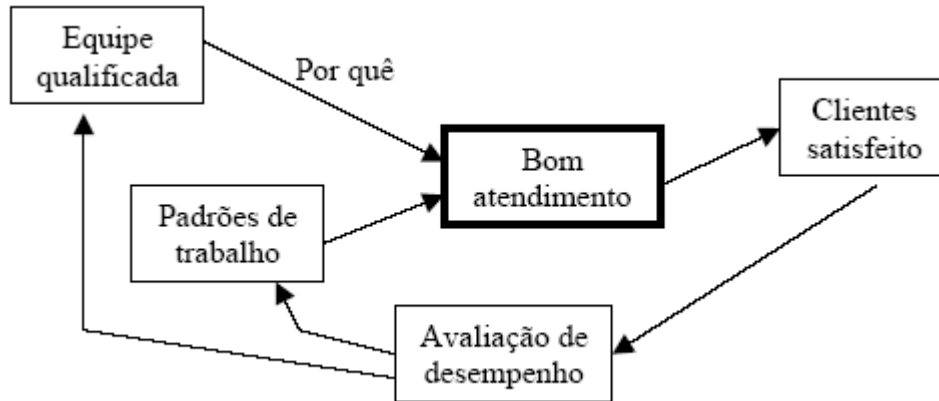 Equipe
qualificada
Por quê
Clientes
satisfeito
Bom
atendimento
Padrões de
trabalho
Avaliação de
desempenho